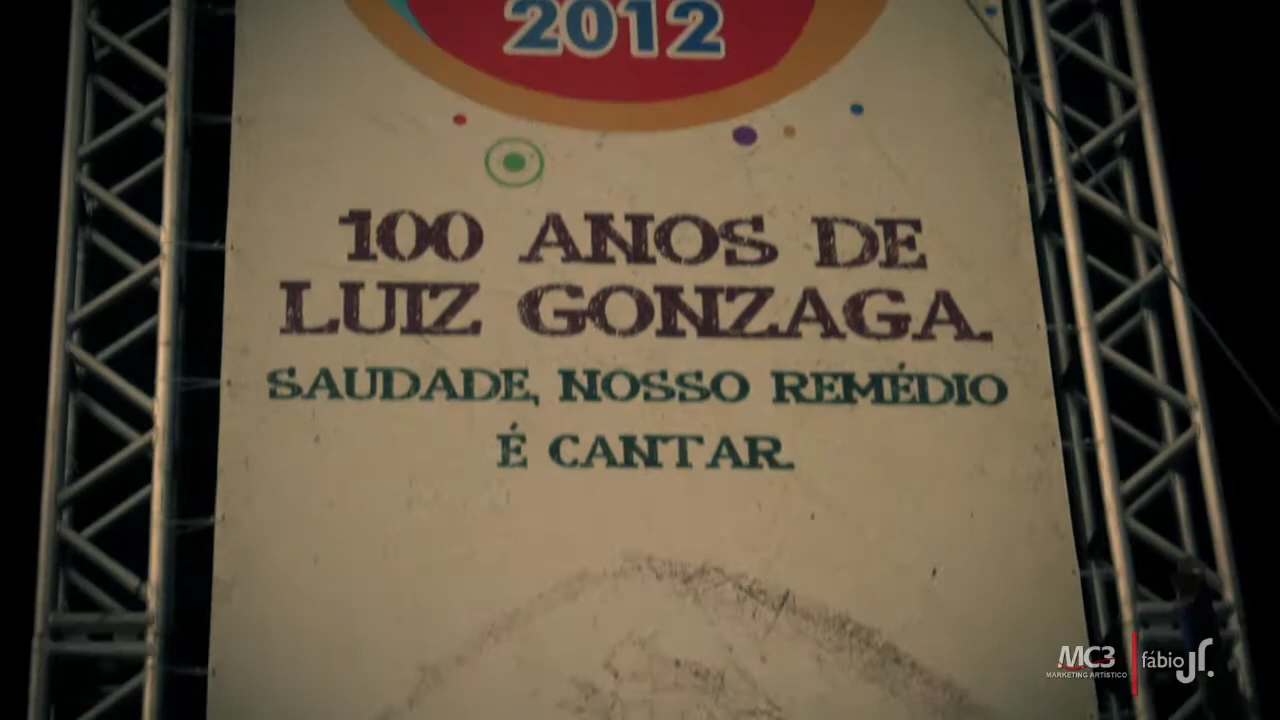 2012
100 ANOS DE
LUIZ GONZAGA
SAUDADE, NOSSO REMÉDIO
É CANTAR
MC3
MARKETING ARTÍSTICO
fábio Jr.